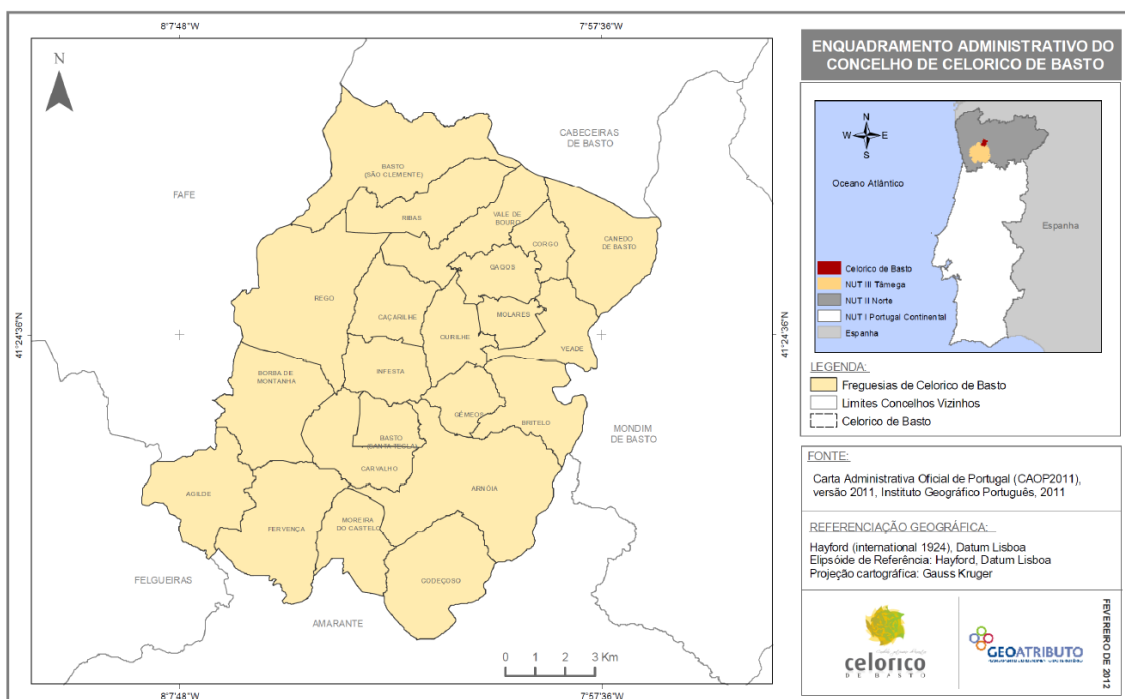 8°7'48"W
7°57'36"W
N
CABECEIRAS
DE BASTO
FAFE
BASTO
(SÃO CLEMENTE)
RIBAS
VALE DE
BOURO
CORGO
CANEDO
DE BASTO
GAGOS
REGO
CAÇARILHE
OURILHE
MOLARES
VEADE
41°24'36"N
41°24'36"N
BORBA DE
MONTANHA
INFESTA
GÉMEOS
BRITELO
MONDIM
DE BASTO
BASTO
(SANTA TECLA)
CARVALHO
AGILDE
ARNÓIA
FERVENÇA
MOREIRA
DO CASTELO
CODEÇOSO
FELGUEIRAS
AMARANTE
0 1 2 3 Km
8°7'48"W
7°57'36"W
ENQUADRAMENTO ADMINISTRATIVO DO
CONCELHO DE CELORICO DE BASTO
N
W E
S
Oceano Atlântico
Espanha
Celorico de Basto
NUT III Tâmega
NUT II Norte
NUT I Portugal Continental
Espanha
LEGENDA:
Freguesias de Celorico de Basto
Limites Concelhos Vizinhos
Celorico de Basto
FONTE:
Carta Administrativa Oficial de Portugal (CAOP2011),
versão 2011, Instituto Geográfico Português, 2011
REFERENCIAÇÃO GEOGRÁFICA:
Hayford (international 1924), Datum Lisboa
Elipsóide de Referência: Hayford, Datum Lisboa
Projeção cartográfica: Gauss Kruger
celorico
DE BASTO
GEOATRIBUTO
FEVEREIRO DE 2012